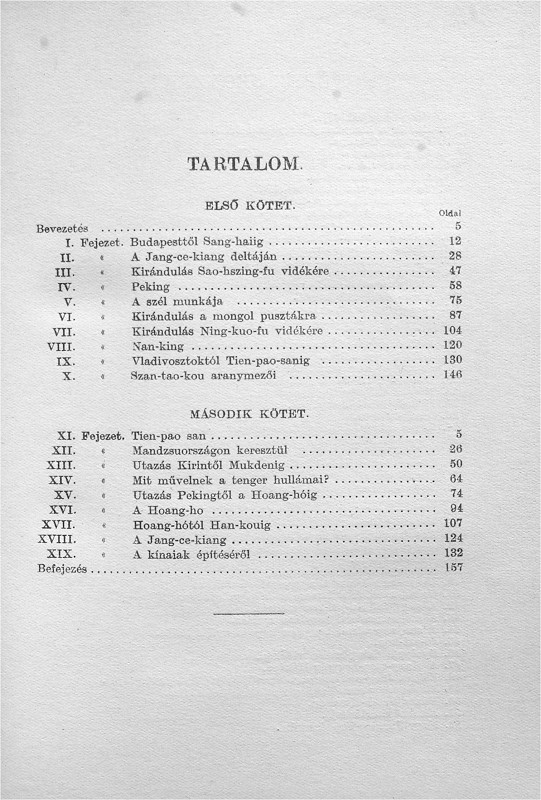 TARTALOM.
ELSŐ KÖTET.
Oldal
Bevezetés 5
I. Fejezet. Budapesttől Sang-haiig 12
II. « A Jang-ce-kiang deltáján 28
III. « Kirándulás Sao-hszing-fu vidékére 47
IV. « Peking 58
V. « A szél munkája 75
VI. « Kirándulás a mongol pusztákra 87
VII. « Kirándulás Ning-kuo-fu vidékére 104
VIII. « Nan-king 120
IX. « Vladivosztoktól Tien-pao-sanig 130
X. « Szan-tao-kou aranymezői 146
MÁSODIK KÖTET.
XI. Fejezet. Tien-pao san 5
XII. « Mandzsuországon keresztül 26
XIII. « Utazás Kirintől Mukdenig 50
XIV. « Mit művelnek a tenger hullámai? 64
XV. « Utazás Pekingtől a Hoang-hóig 74
XVI. « A Hoang-ho 94
XVII. « Hoang-hótól Han-kouig 107
XVIII. « A Jang-ce-kiang 124
XIX. « A kínaiak építéséről 132
Befejezés 157